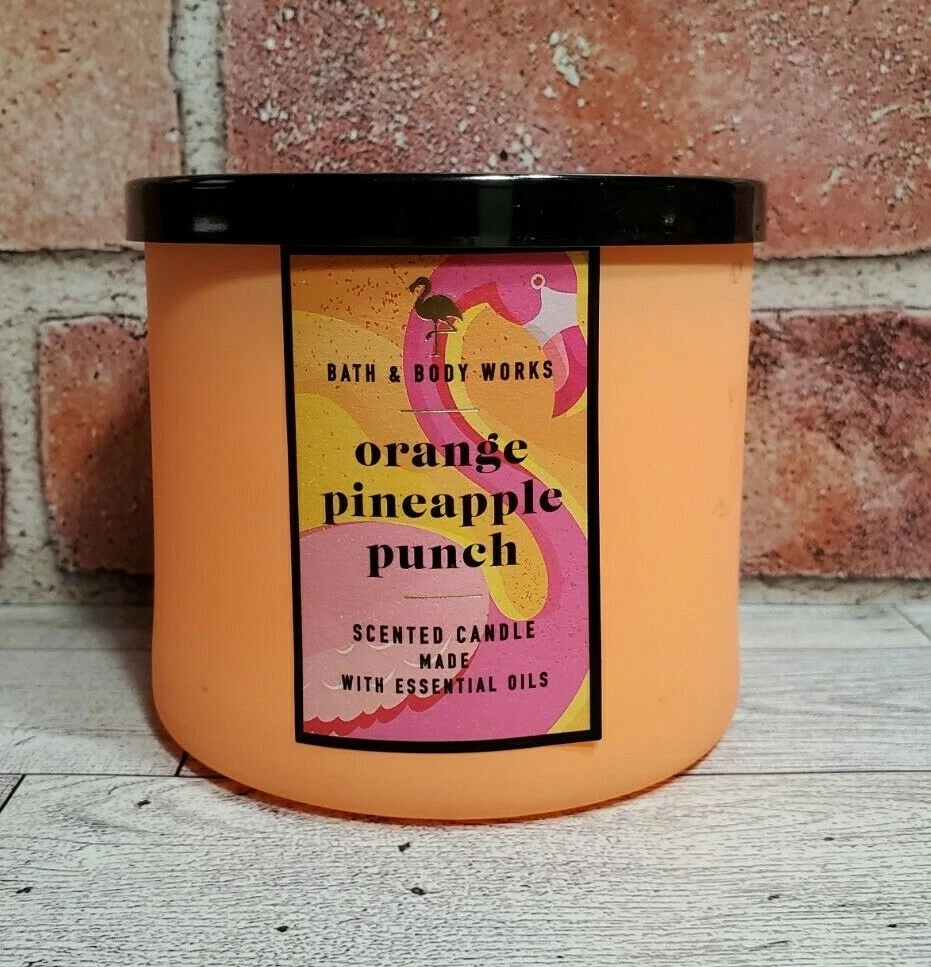 BATH & BODY WORKS
orange
pineapple
punch
SCENTED CANDLE
MADE
WITH ESSENTIAL OILS